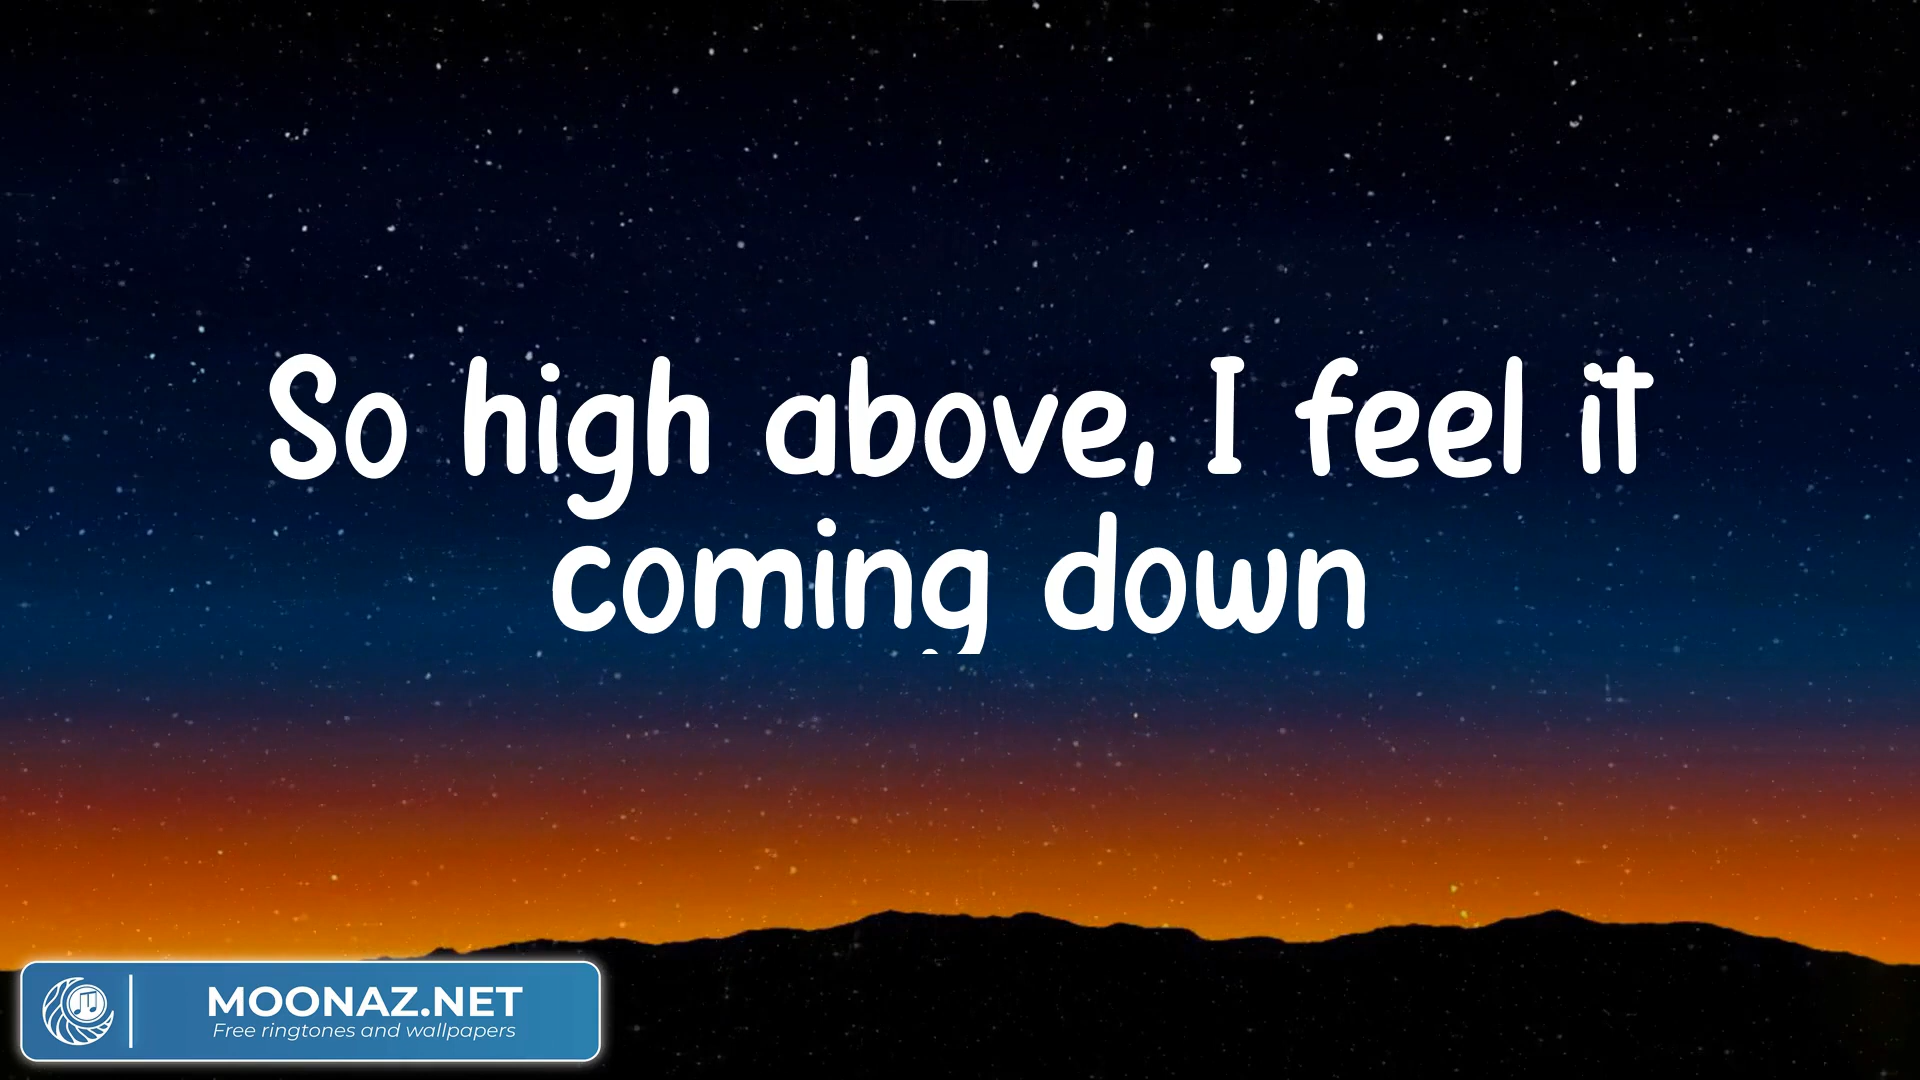 So high above, I feel it
coming down
MOONAZ.NET
Free ringtones and wallpapers